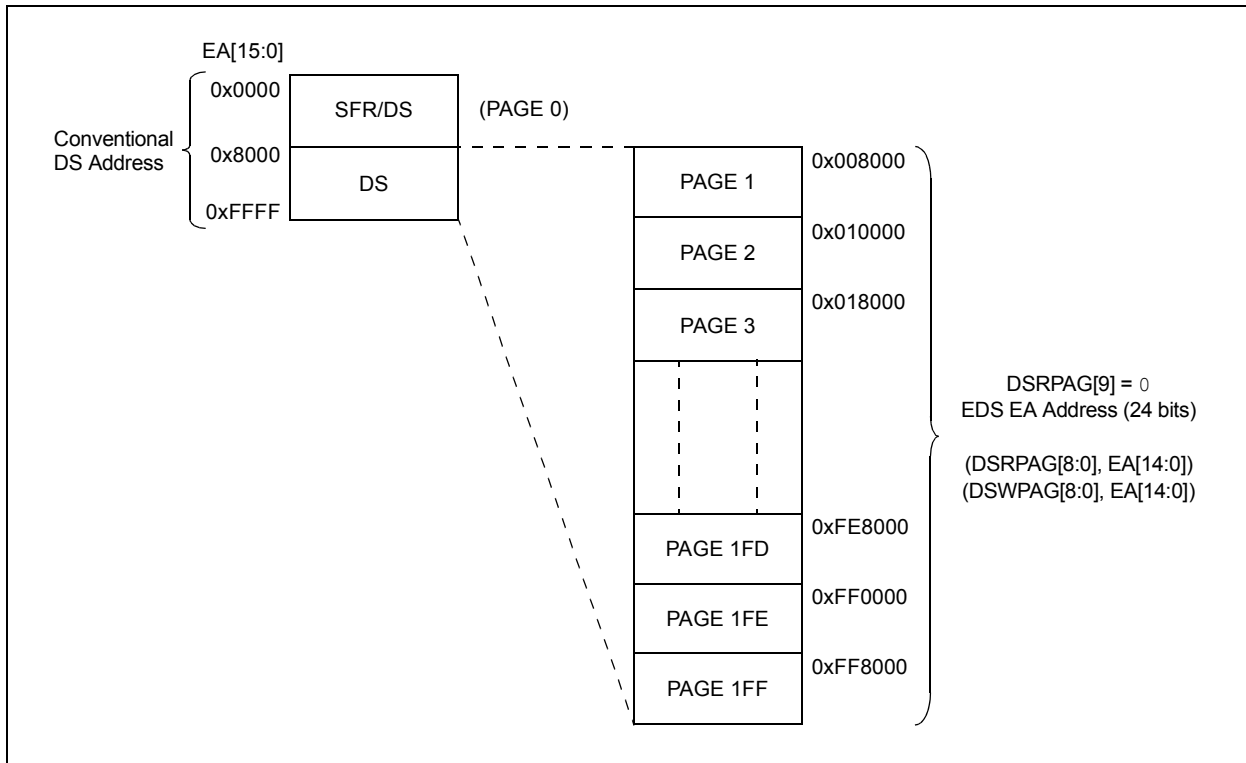 EA[15:0]
0x0000
SFR/DS
(PAGE 0)
Conventional
DS Address
0x8000
DS
0xFFFF
PAGE 1
0x008000
PAGE 2
0x010000
PAGE 3
0x018000
DSRPAG[9] = 0
EDS EA Address (24 bits)
(DSRPAG[8:0], EA[14:0])
(DSWPAG[8:0], EA[14:0])
PAGE 1FD
0xFE8000
PAGE 1FE
0xFF0000
PAGE 1FF
0xFF8000